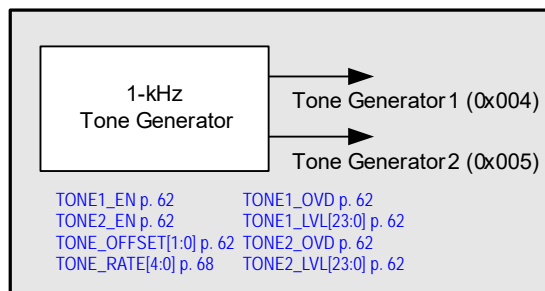 1-kHz
Tone Generator
Tone Generator 1 (0x004)
Tone Generator 2 (0x005)
TONE1_EN p. 62 TONE1_OVD p. 62
TONE2_EN p. 62 TONE1_LVL[23:0] p. 62
TONE_OFFSET[1:0] p. 62 TONE2_OVD p. 62
TONE_RATE[4:0] p. 68 TONE2_LVL[23:0] p. 62